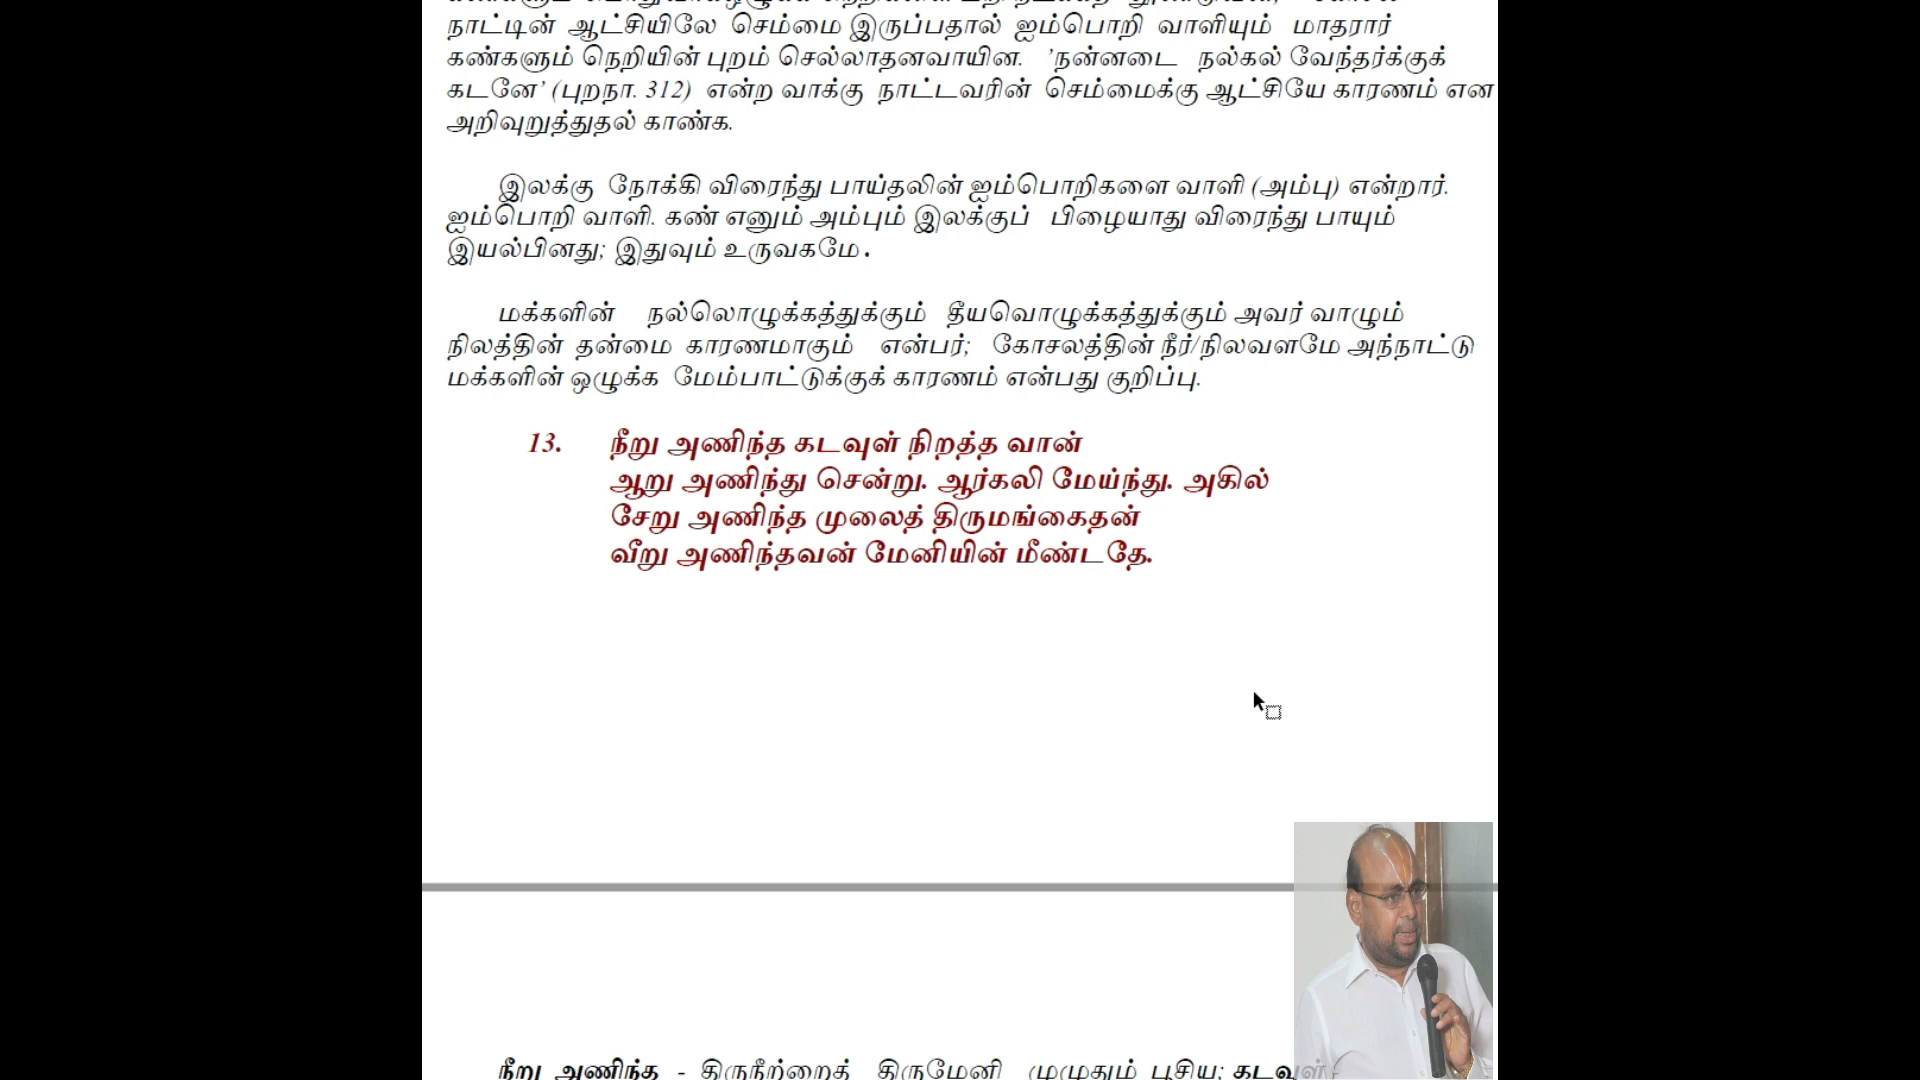 நாட்டின் ஆட்சியிலே செம்மை இருப்பதால் ஐம்பொறி வாளியும் மாதரார்
கண்களும் நெறியின் புறம் செல்லாதனவாயின. 'நன்னடை நல்கல் வேந்தர்க்குக்
கடனே' (புறநா. 312) என்ற வாக்கு நாட்டவரின் செம்மைக்கு ஆட்சியே காரணம் என
அறிவுறுத்துதல் காண்க.
இலக்கு நோக்கி விரைந்து பாய்தலின் ஐம்பொறிகளை வாளி (அம்பு) என்றார்.
ஐம்பொறி வாளி. கண் எனும் அம்பும் இலக்குப் பிழையாது விரைந்து பாயும்
இயல்பினது; இதுவும் உருவகமே.
மக்களின் நல்லொழுக்கத்துக்கும் தீயவொழுக்கத்துக்கும் அவர் வாழும்
நிலத்தின் தன்மை காரணமாகும் என்பர்; கோசலத்தின் நீர்/நிலவளமே அந்நாட்டு
மக்களின் ஒழுக்க மேம்பாட்டுக்குக் காரணம் என்பது குறிப்பு.
13. நீறு அணிந்த கடவுள் நிறத்த வான்
ஆறு அணிந்து சென்று. ஆர்கலி மேய்ந்து. அகில்
சேறு அணிந்த முலைத் திருமங்கைதன்
வீறு அணிந்தவன் மேனியின் மீண்டதே.
நீறு அணிந்த - திருநீற்றைத் திருமேனி முழுதும் பூசிய; கடவுள் -